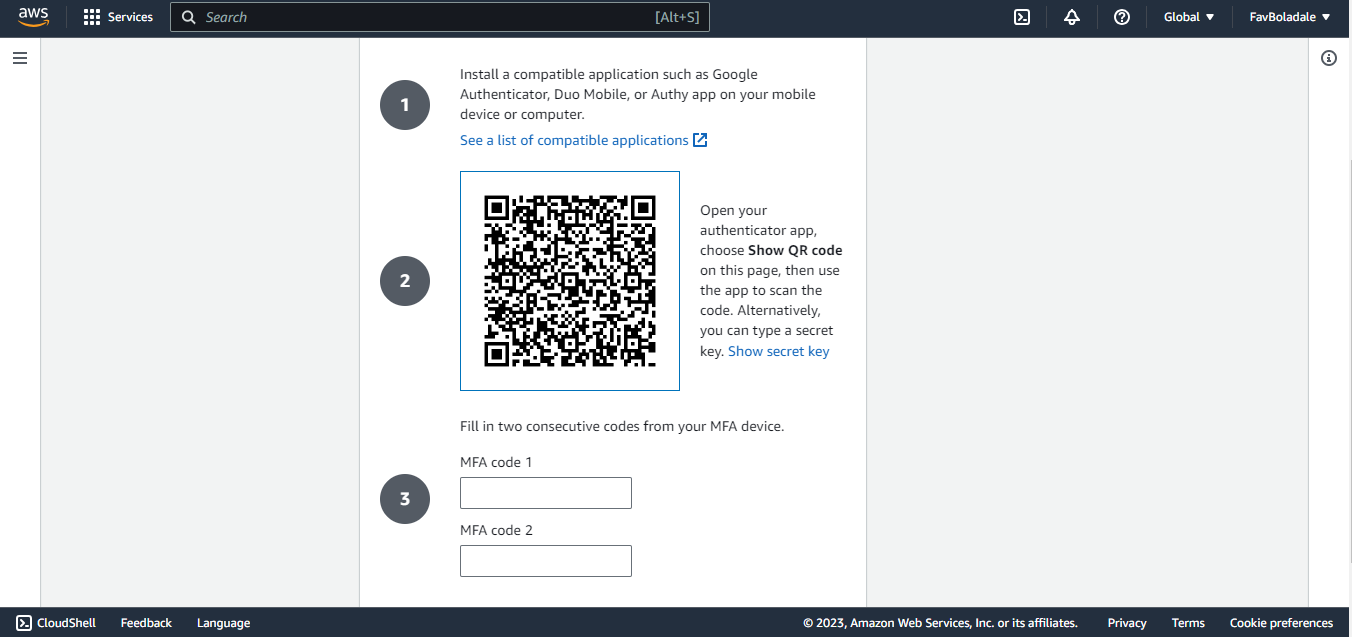 aws
Services
Search
[Alt+S]
Global
FavBoladale
1
Install a compatible application such as Google
Authenticator, Duo Mobile, or Authy app on your mobile
device or computer.
See a list of compatible applications
2
Open your
authenticator app,
choose Show QR code
on this page, then use
the app to scan the
code. Alternatively,
you can type a secret
key. Show secret key
3
Fill in two consecutive codes from your MFA device.
MFA code 1
MFA code 2
CloudShell
Feedback
Language
© 2023, Amazon Web Services, Inc. or its affiliates.
Privacy
Terms
Cookie preferences